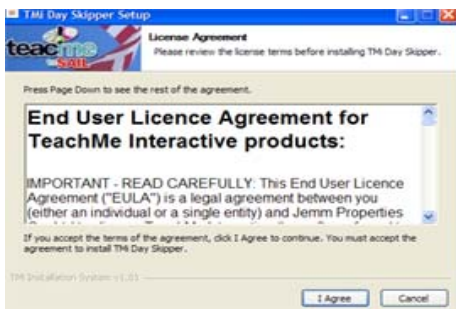 TMi Day Skipper Setup
teachme
SAIL
License Agreement
Please review the license terms before installing TMi Day Skipper.
Press Page Down to see the rest of the agreement.
End User Licence Agreement for
TeachMe Interactive products:
IMPORTANT - READ CAREFULLY: This End User Licence
Agreement ("EULA") is a legal agreement between you
(either an individual or a single entity) and Jemm Properties
If you accept the terms of the agreement, click I Agree to continue. You must accept the
agreement to install TMi Day Skipper.
TMi Installation System v1.01
I Agree
Cancel